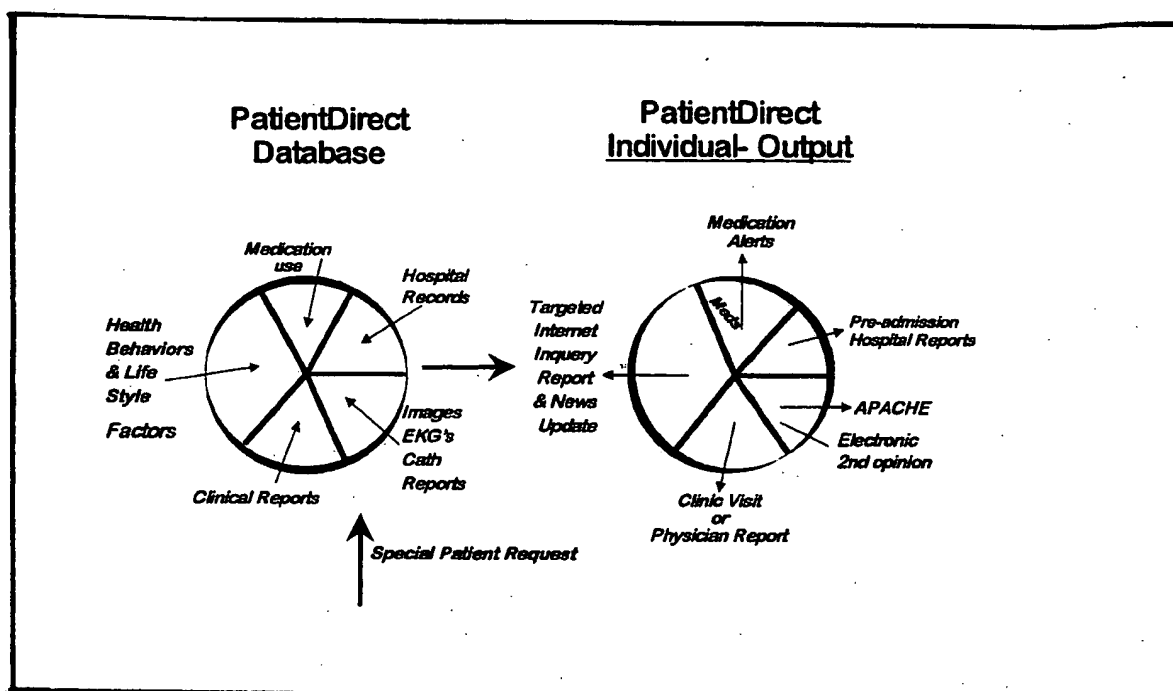 PatientDirect
Database
PatientDirect
Individual- Output
Medication
use
Hospital
Records
Health
Behaviors
& Life
Style
Factors
Images
EKG's
Cath
Reports
Clinical Reports
Special Patient Request
Medication
Alerts
Meds
Targeted
Internet
Inquery
Report
& News
Update
Pre-admission
Hospital Reports
APACHE
Electronic
2nd opinion
Clinic Visit
or
Physician Report